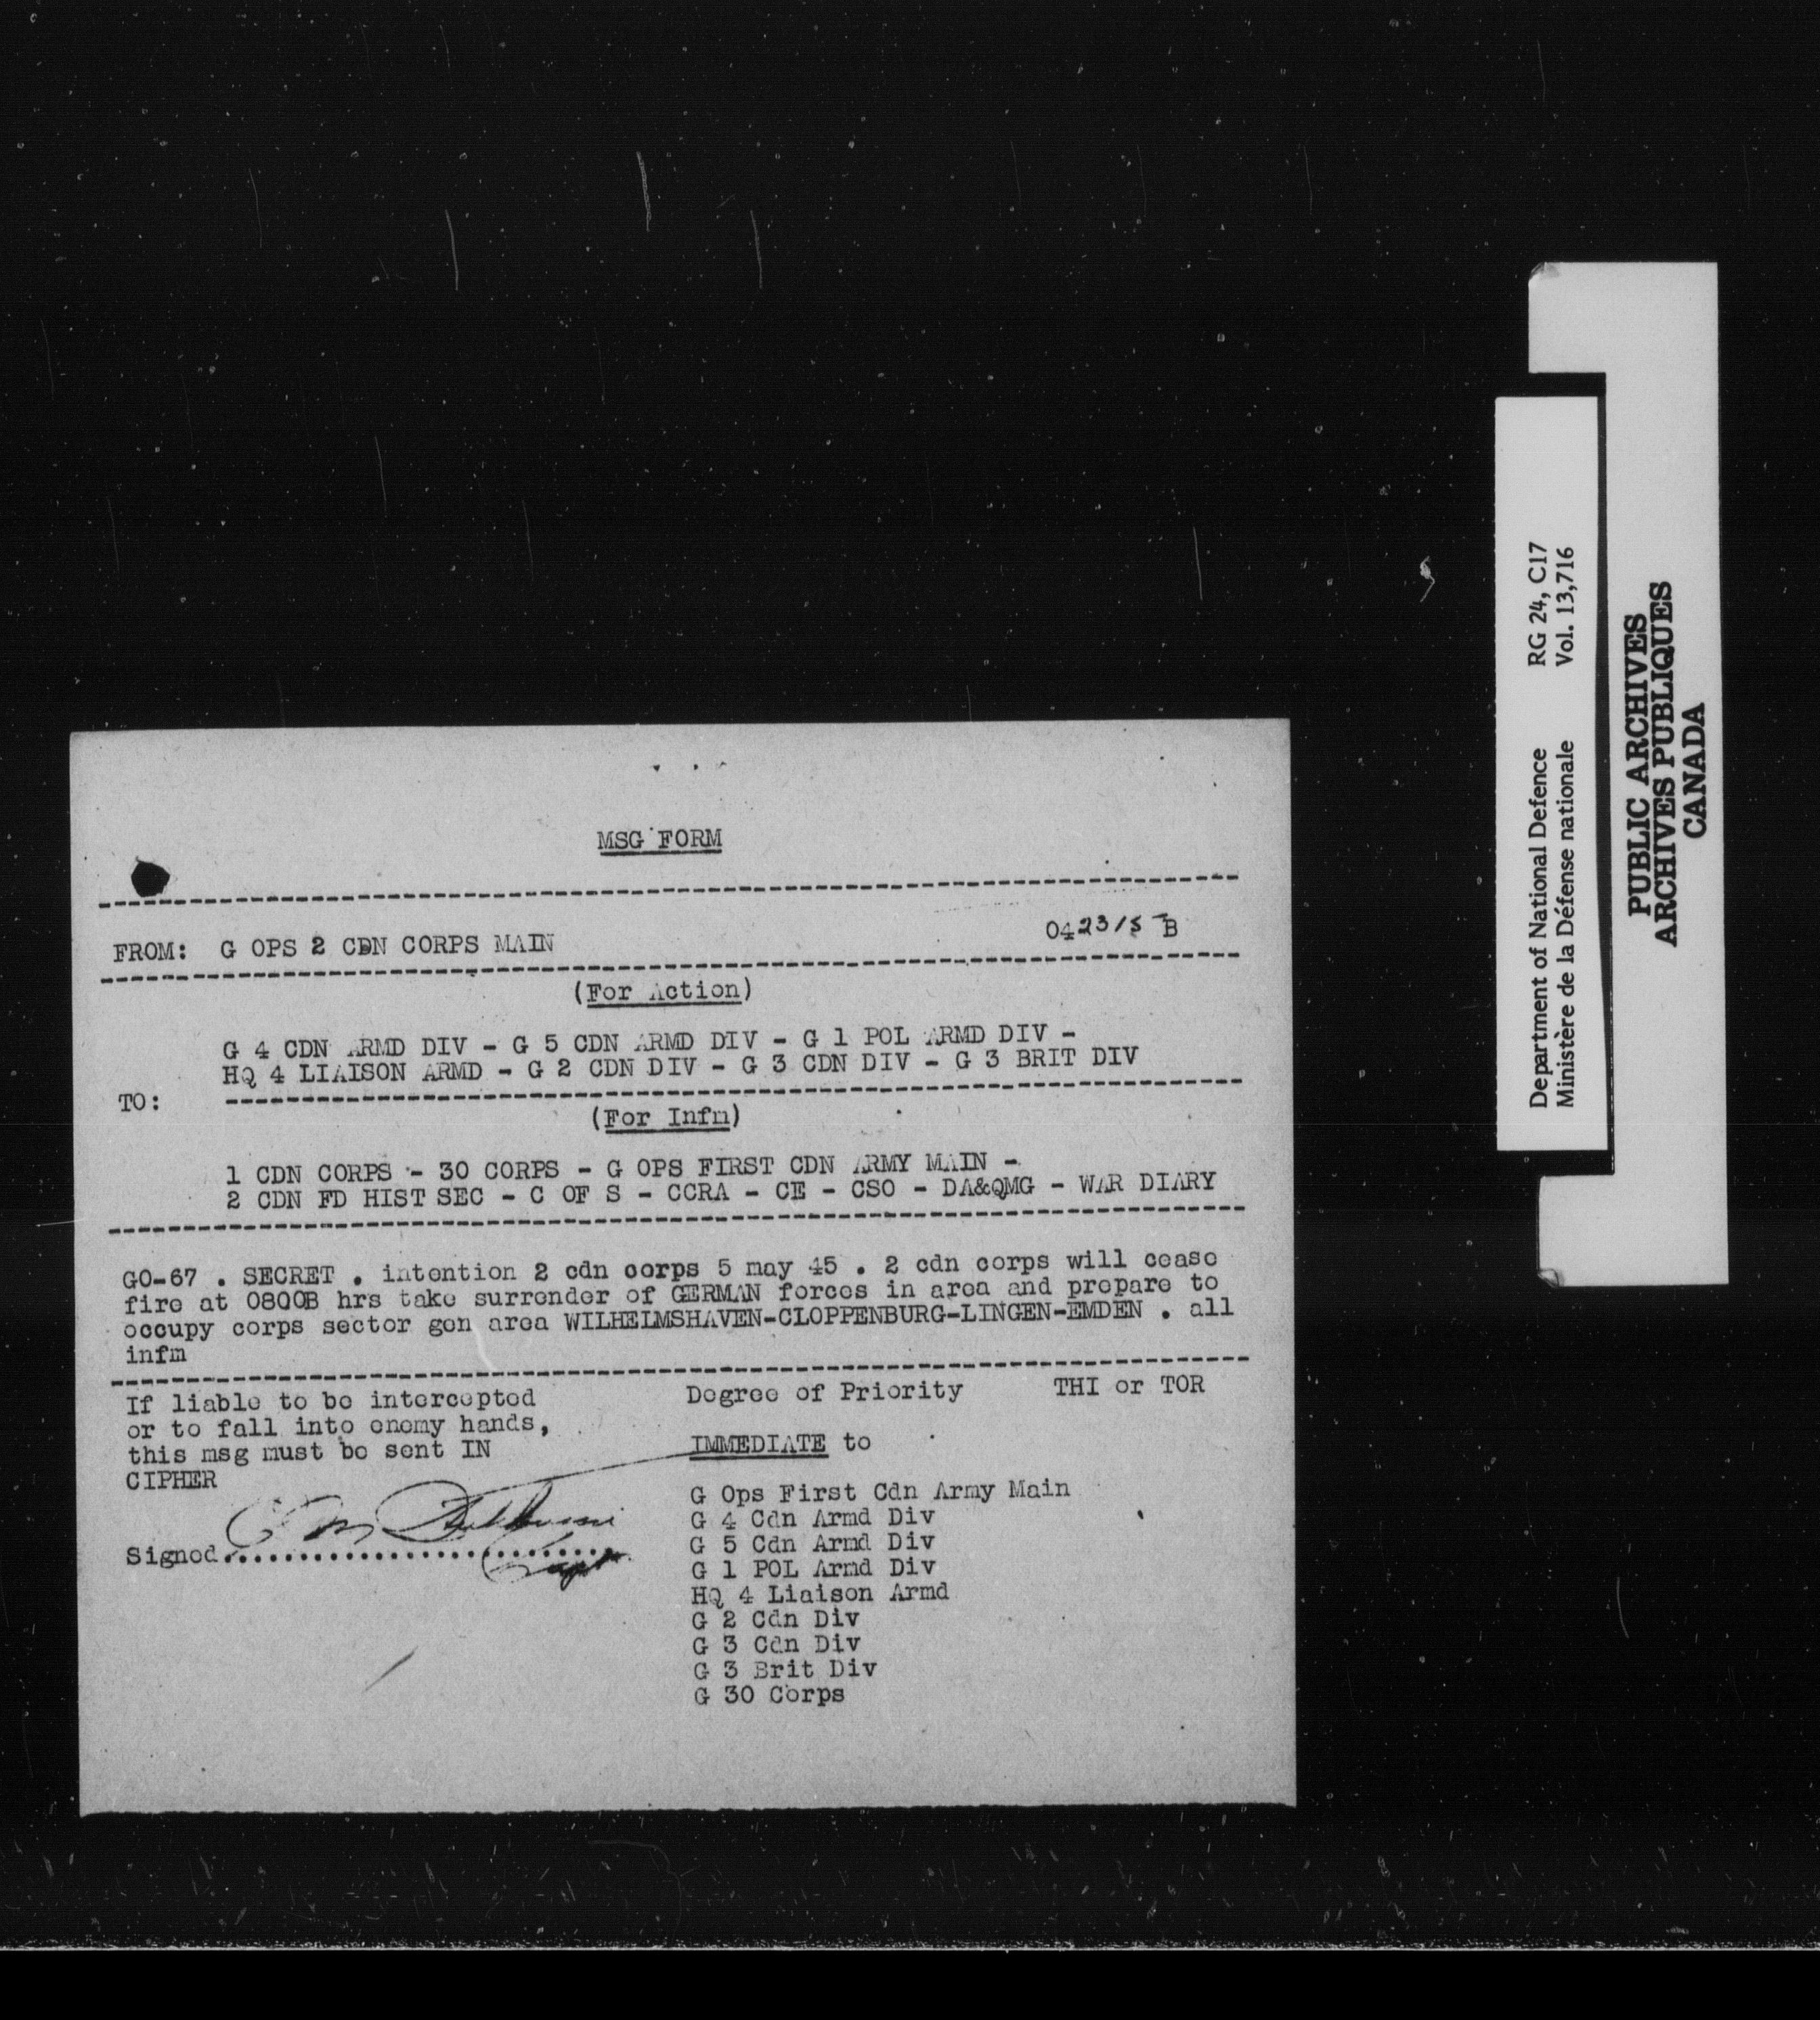 MSG FORM
FROM: G OPS 2 CDN CORPS MAIN 042315 B
(For Action)
G 4 CDN ARMD DIV - G 5 CDN ARMD DIV - G 1 POL ARMD DIV -
HQ 4 LIAISON ARMD - G 2 CDN DIV - G 3 CDN DIV - G 3 BRIT DIV
TO:
(For Infm)
1 CDN CORPS - 30 CORPS - G OPS FIRST CDN ARMY MAIN -
2 CDN FD HIST SEC - C OF S - CCRA - CE - CSO - DA&QMG - WAR DIARY
GO-67 . SECRET . intention 2 cdn corps 5 may 45 . 2 cdn corps will cease
fire at 0800B hrs take surrender of GERMAN forces in area and prepare to
occupy corps sector gen area WILHELMSHAVEN-CLOPPENBURG-LINGEN-EMDEN . all
infm
If liable to be intercepted
or to fall into enemy hands,
this msg must be sent IN
CIPHER
Signed..........................
Capt
Degree of Priority THI or TOR
IMMEDIATE to
G Ops First Cdn Army Main
G 4 Cdn Armd Div
G 5 Cdn Armd Div
G 1 POL Armd Div
HQ 4 Liaison Armd
G 2 Cdn Div
G 3 Cdn Div
G 3 Brit Div
G 30 Corps
Department of National Defence RG 24, C17
Ministère de la Défense nationale Vol. 13,716
PUBLIC ARCHIVES
ARCHIVES PUBLIQUES
CANADA